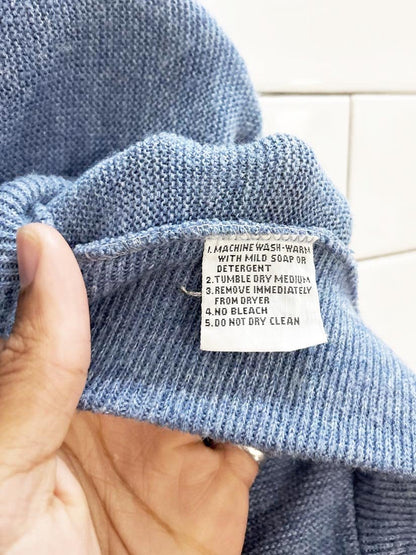 1. MACHINE WASH-WARM
WITH MILD SOAP OR
DETERGENT
2. TUMBLE DRY MEDIUM
3. REMOVE IMMEDIATELY
FROM DRYER
4. NO BLEACH
5. DO NOT DRY CLEAN